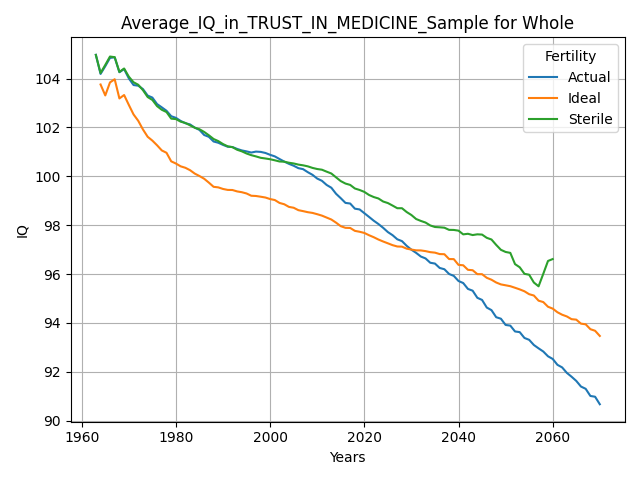 Average_IQ_in_TRUST_IN_MEDICINE_Sample for Whole
Fertility
Actual
Ideal
Sterile
IQ
104
102
100
98
96
94
92
90
1960
1980
2000
2020
2040
2060
Years